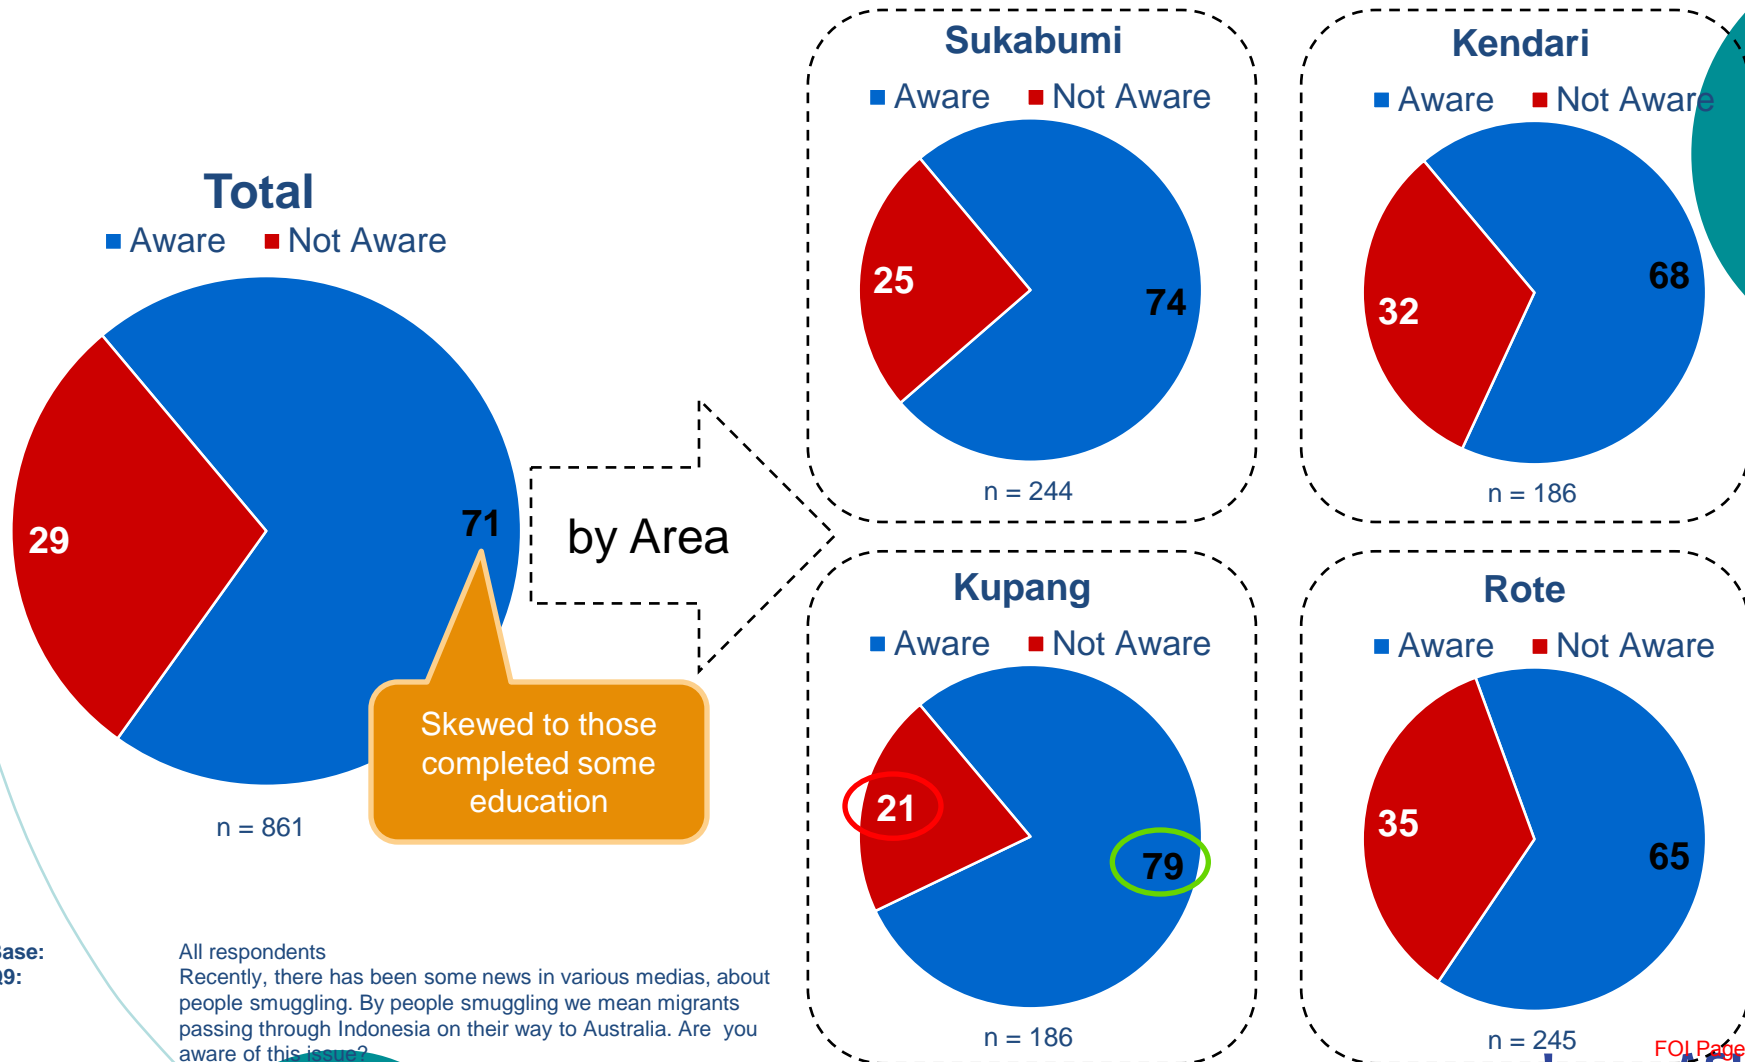 Total
Aware Not Aware
29
71
n = 861
Skewed to those
completed some
education
by Area
Sukabumi
Aware Not Aware
25
74
n = 244
Kendari
Aware Not Aware
68
32
n = 186
Kupang
Aware Not Aware
21
79
n = 186
Rote
Aware Not Aware
35
65
n = 245
Base: All respondents
Q9: Recently, there has been some news in various medias, about
people smuggling. By people smuggling we mean migrants
passing through Indonesia on their way to Australia. Are you
aware of this issue?
FOI Page